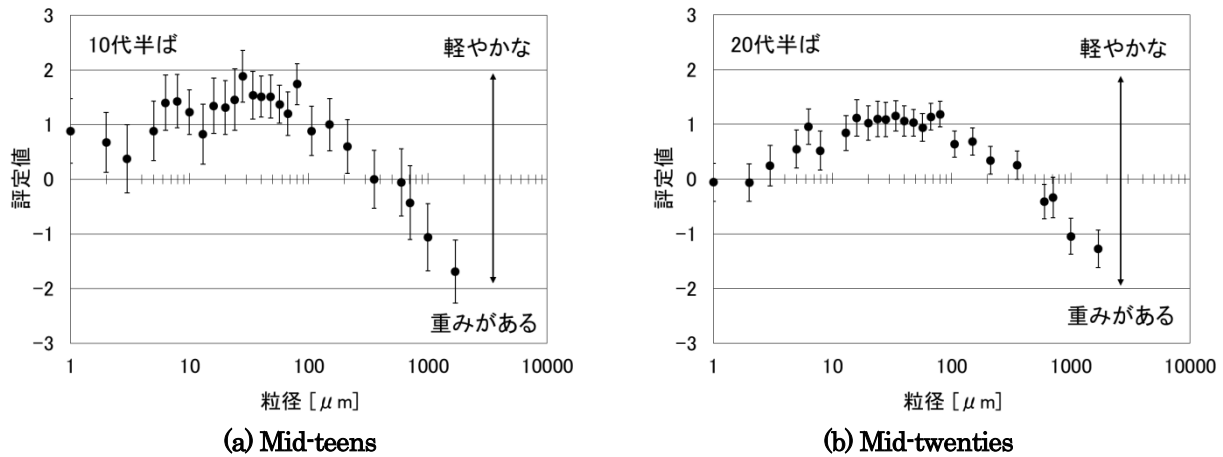 3
2
1
0
−1
−2
−3
評定値
10代半ば
軽やかな
重みがある
1
10
100
1000
10000
粒径 [μm]
(a) Mid-teens
3
2
1
0
−1
−2
−3
評定値
20代半ば
軽やかな
重みがある
1
10
100
1000
10000
粒径 [μm]
(b) Mid-twenties